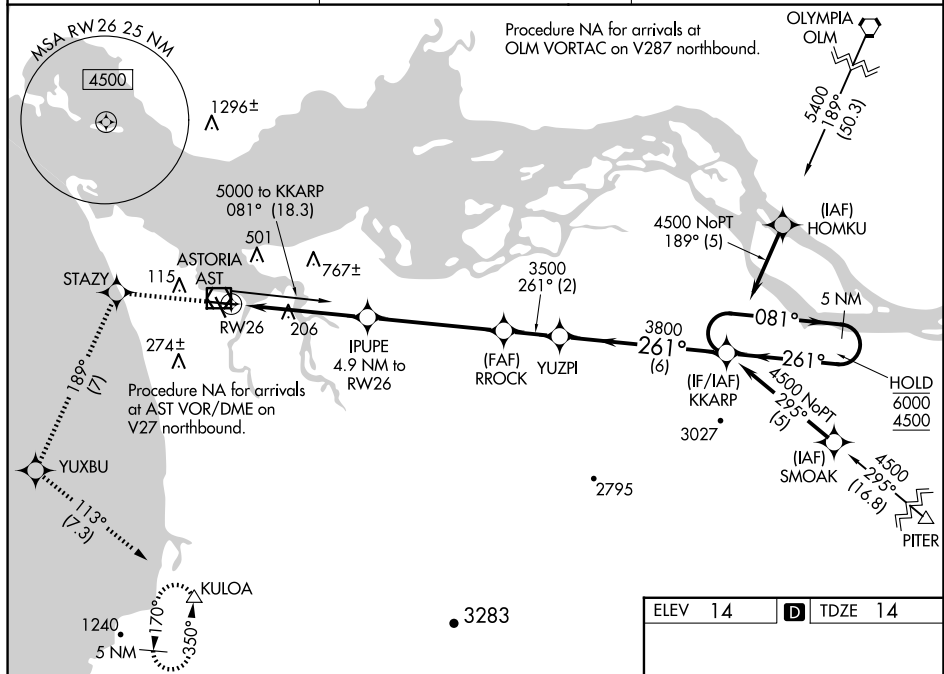 MSA RW26 25 NM
4500
1296±
Procedure NA for arrivals at
OLM VORTAC on V287 northbound.
OLYMPIA
OLM
5400
189°
(50.3)
5000 to KKARP
081° (18.3)
4500 NoPT
189° (5)
(IAF)
HOMKU
STAZY
115
ASTORIA
AST
501
767±
RW26
206
IPUPE
4.9 NM to
RW26
3500
261° (2)
(FAF)
RROCK
YUZPI
3800
261°
(6)
(IF/IAF)
KKARP
081°
5 NM
261°
HOLD
6000
4500
274±
Procedure NA for arrivals
at AST VOR/DME on
V27 northbound.
189°
(7)
YUXBU
113°
(7.3)
4500 NoPT
295°
(5)
3027
(IAF)
SMOAK
4500
295°
(16.8)
PITER
2795
KULOA
1240
5 NM
170°
350°
3283
ELEV 14 D TDZE 14